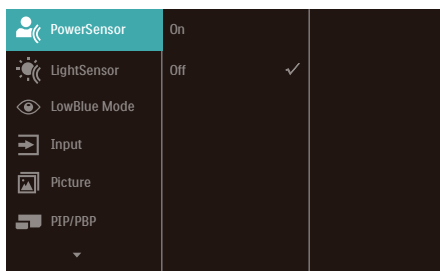 PowerSensor
On
LightSensor
Off
LowBlue Mode
Input
Picture
PIP/PBP